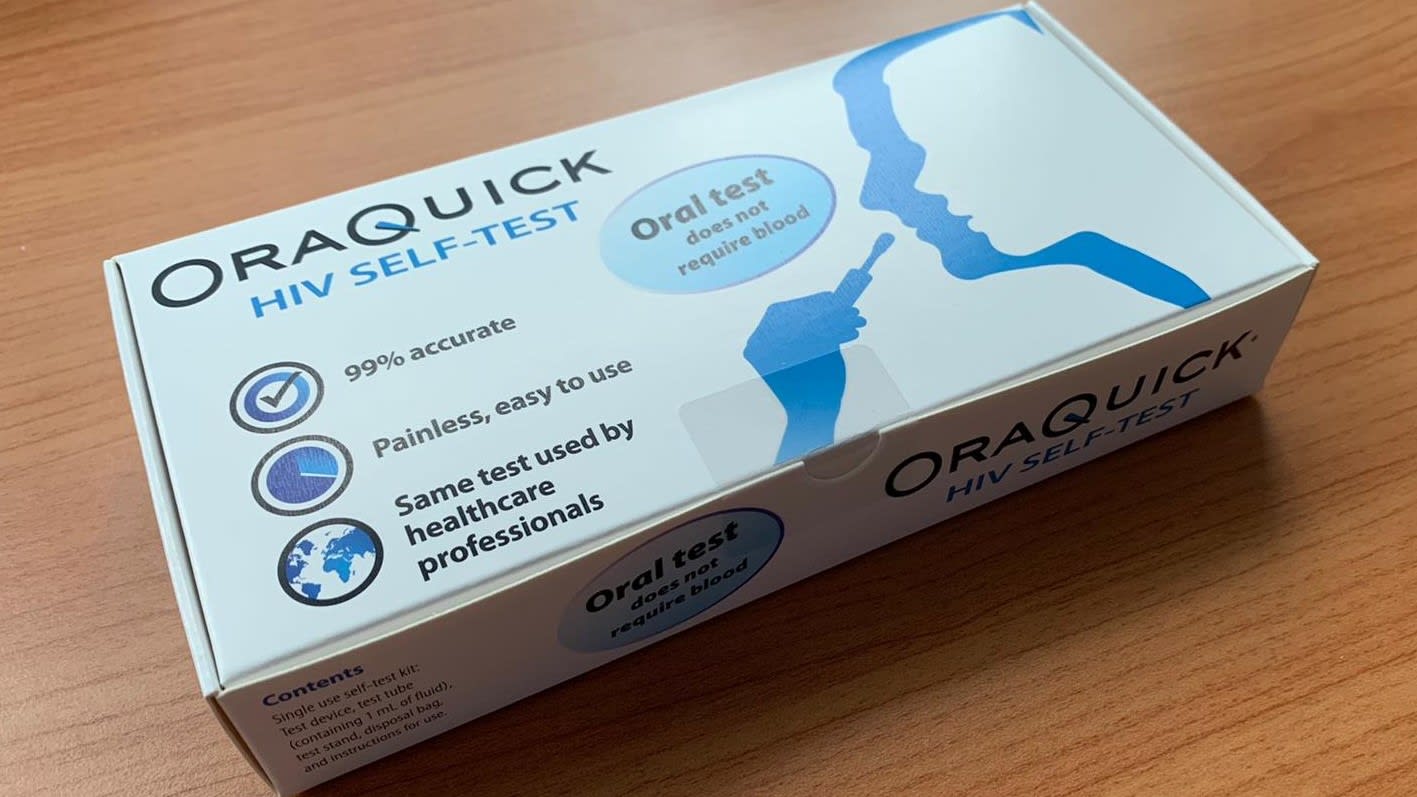 ORAQUICK
HIV SELF-TEST
Oral test
does not
require blood
99% accurate
Painless, easy to use
Same test used by
healthcare
professionals
ORAQUICK
HIV SELF-TEST
Oral test
does not
require blood
Contents
Single use self-test kit:
Test device, test tube
(containing 1 mL of fluid),
test stand, disposal bag,
and instructions for use.